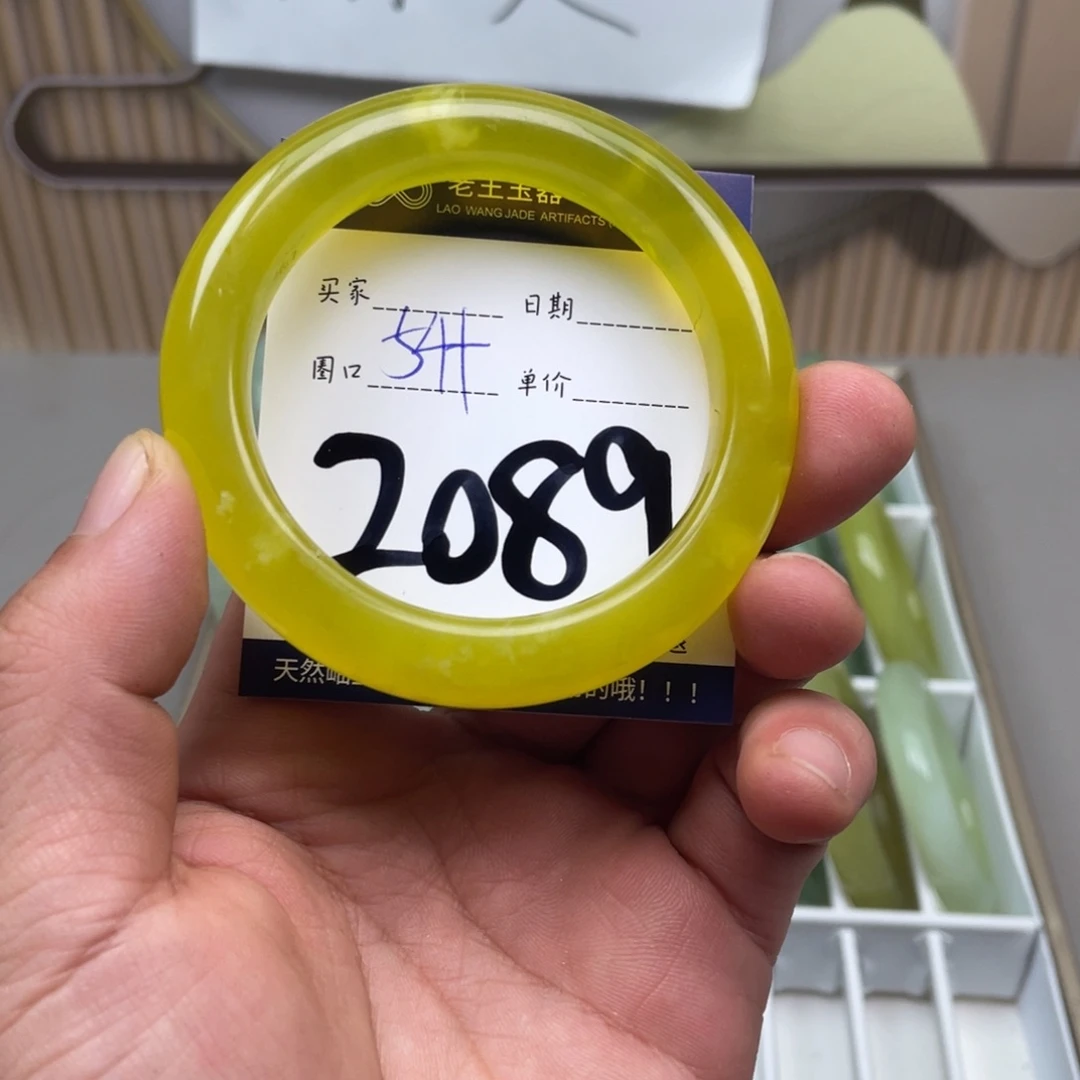 老王玉器
LAO WANG JADE ARTIFACTS
买家 日期
圈口 54 单价
2089
天然岫 的哦！！！